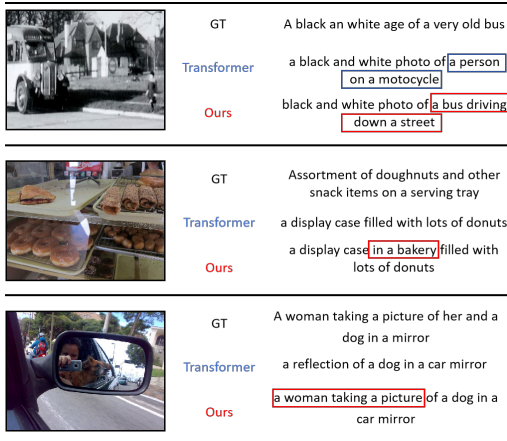 GT
A black an white age of a very old bus
Transformer
a black and white photo of a person
on a motocycle
Ours
black and white photo of a bus driving
down a street
GT
Assortment of doughnuts and other
snack items on a serving tray
Transformer
a display case filled with lots of donuts
Ours
a display case in a bakery filled with
lots of donuts
GT
A woman taking a picture of her and a
dog in a mirror
Transformer
a reflection of a dog in a car mirror
Ours
a woman taking a picture of a dog in a
car mirror